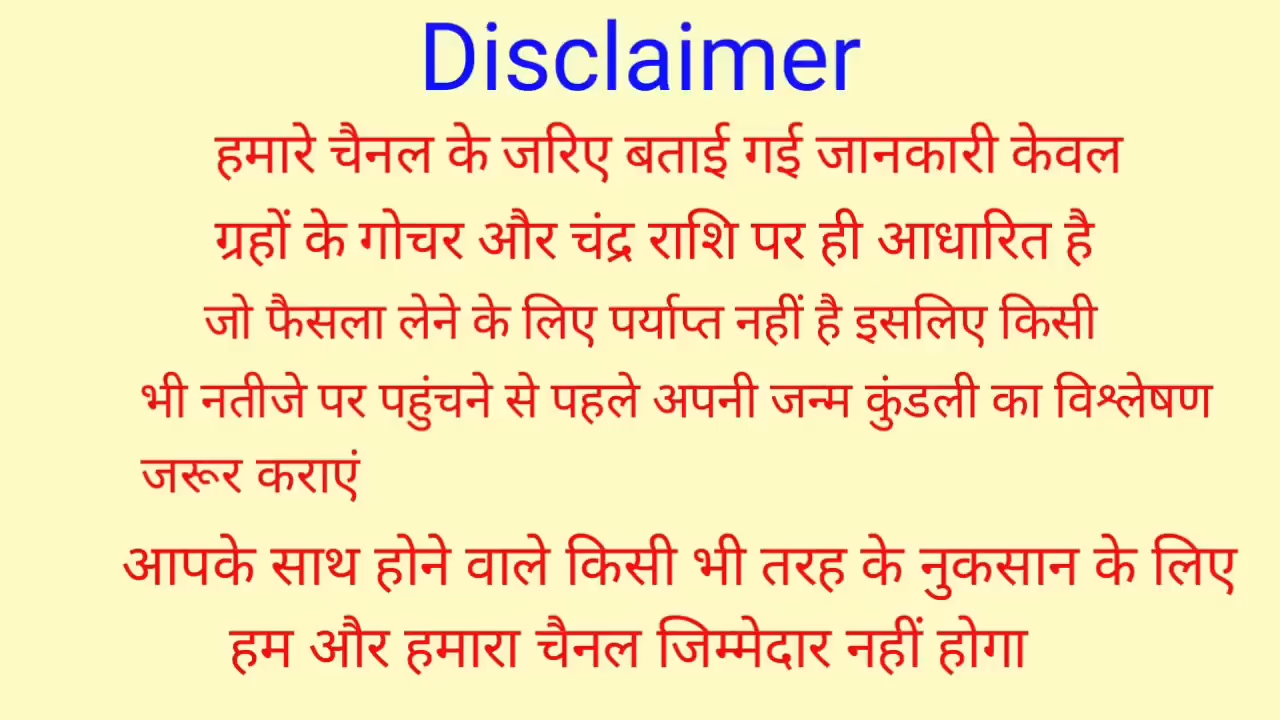 Disclaimer
हमारे चैनल के जरिए बताई गई जानकारी केवल
ग्रहों के गोचर और चंद्र राशि पर ही आधारित है
जो फैसला लेने के लिए पर्याप्त नहीं है इसलिए किसी
भी नतीजे पर पहुंचने से पहले अपनी जन्म कुंडली का विश्लेषण
जरूर कराएं
आपके साथ होने वाले किसी भी तरह के नुकसान के लिए
हम और हमारा चैनल जिम्मेदार नहीं होगा